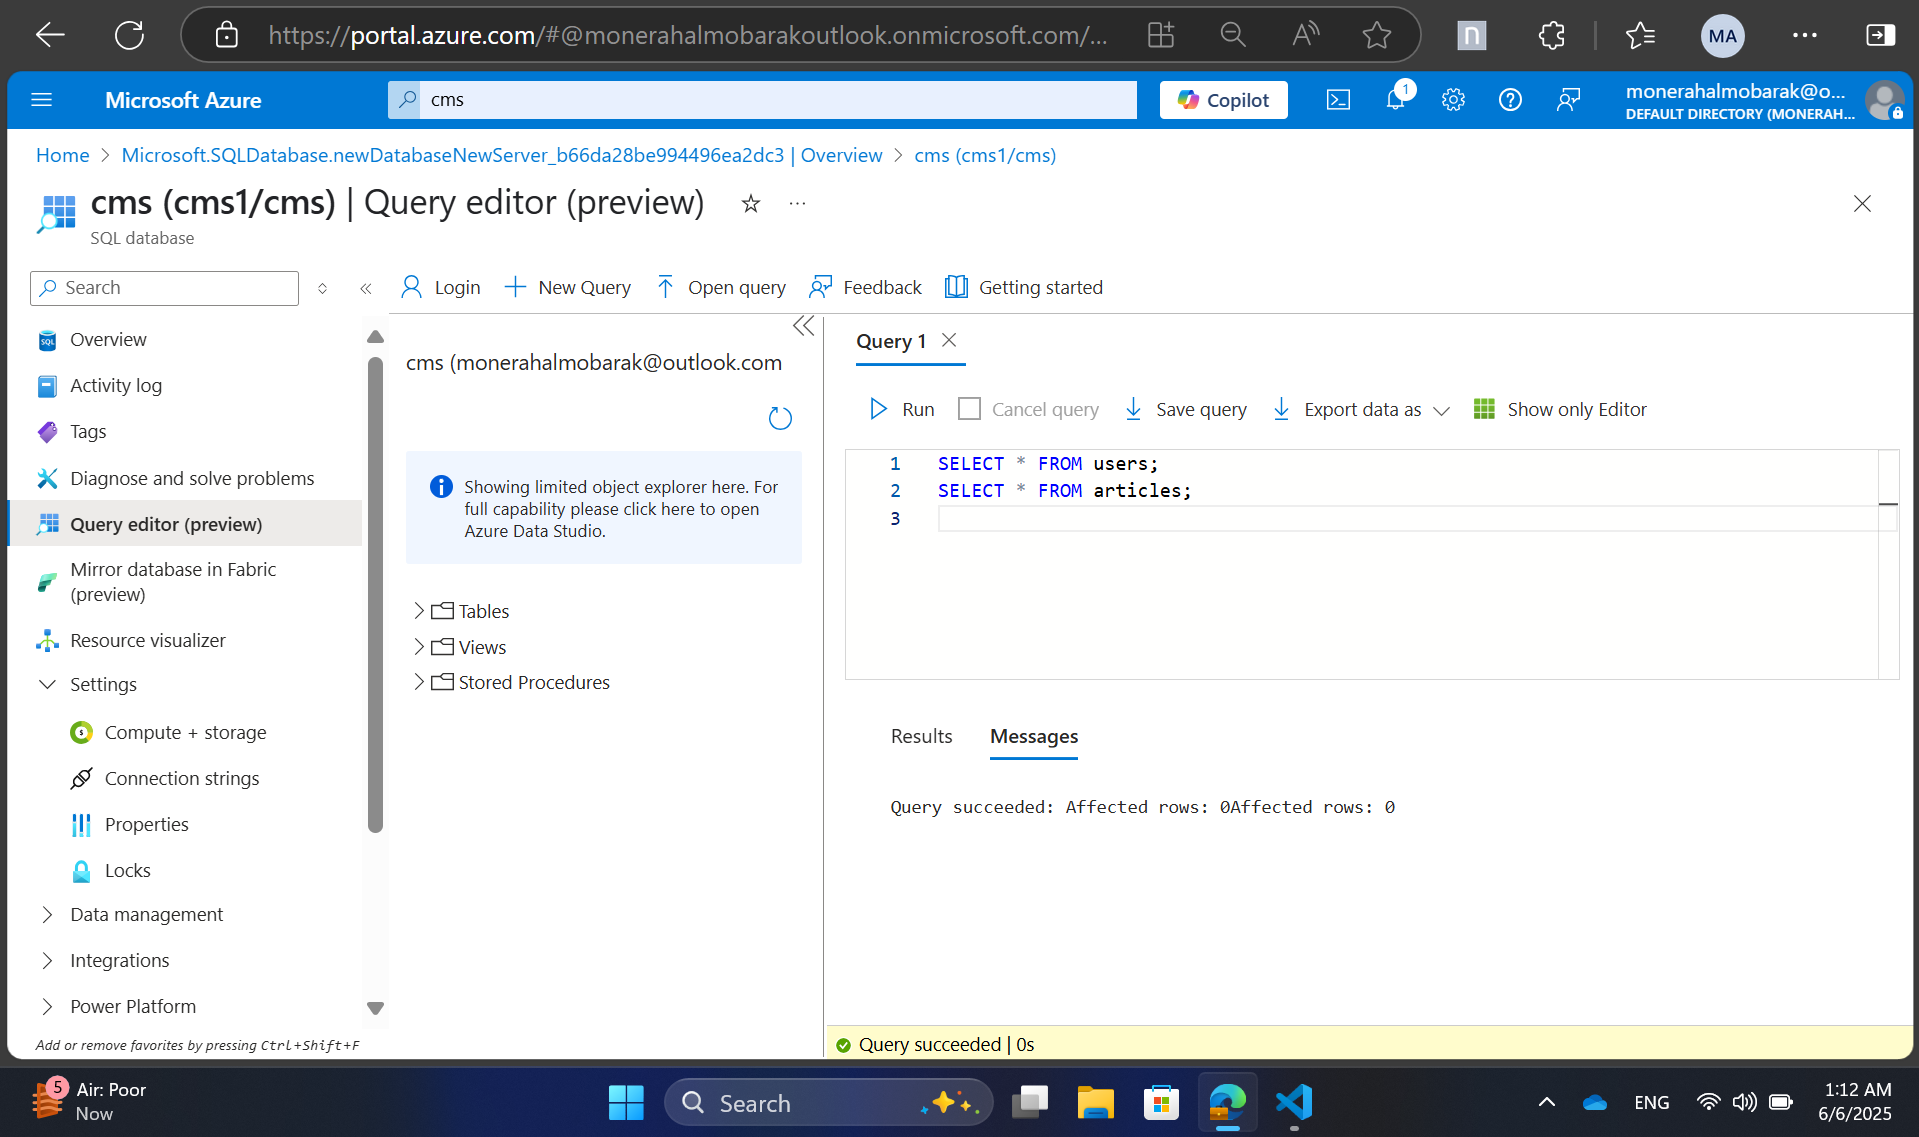 https://portal.azure.com/#@monerahalmobarakoutlook.onmicrosoft.com/...
n
MA
Microsoft Azure
cms
Copilot
1
monerahalmobarak@o...
DEFAULT DIRECTORY (MONERAH...
Home > Microsoft.SQLDatabase.newDatabaseNewServer_b66da28be994496ea2dc3 | Overview > cms (cms1/cms)
cms (cms1/cms) | Query editor (preview)
SQL database
Search
Login
New Query
Open query
Feedback
Getting started
Overview
Activity log
Tags
Diagnose and solve problems
Query editor (preview)
Mirror database in Fabric
(preview)
Resource visualizer
Settings
Compute + storage
Connection strings
Properties
Locks
Data management
Integrations
Power Platform
Add or remove favorites by pressing Ctrl+Shift+F
cms (monerahalmobarak@outlook.com
Showing limited object explorer here. For
full capability please click here to open
Azure Data Studio.
Tables
Views
Stored Procedures
Query 1
Run
Cancel query
Save query
Export data as
Show only Editor
1 SELECT * FROM users;
2 SELECT * FROM articles;
3
Results
Messages
Query succeeded: Affected rows: 0Affected rows: 0
Query succeeded | 0s
5
Air: Poor
Now
Search
ENG
1:12 AM
6/6/2025